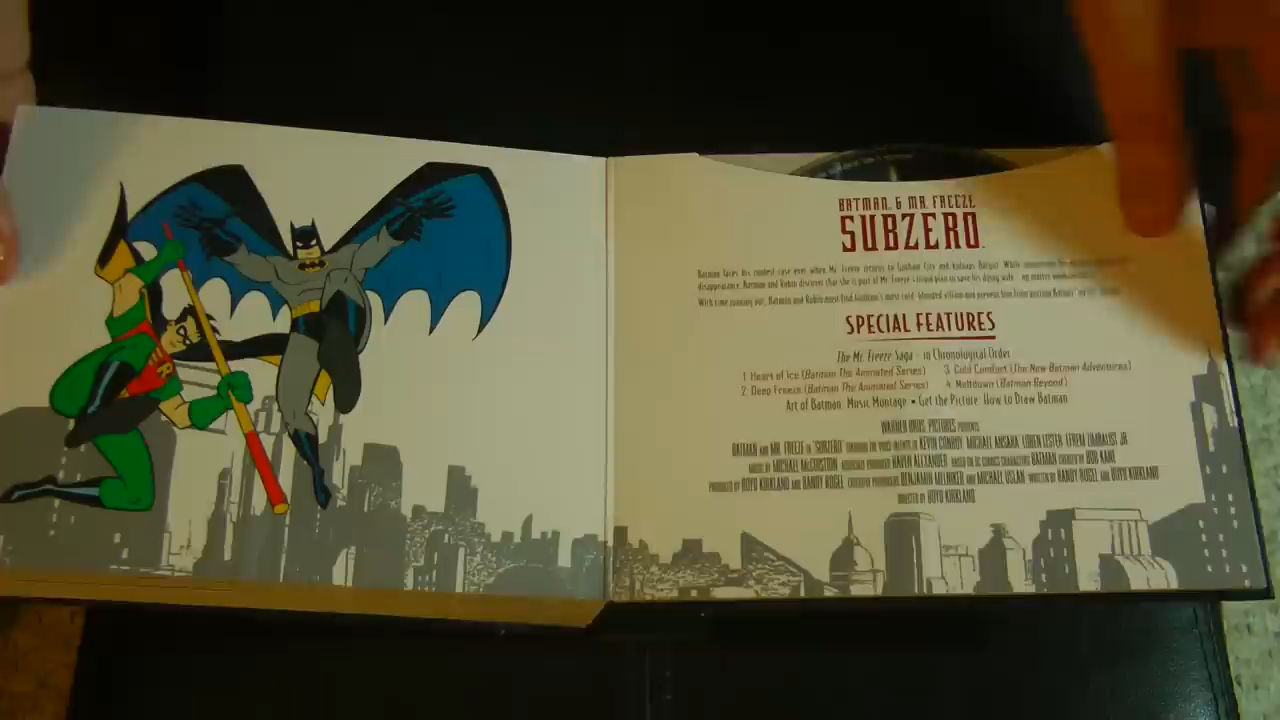 BATMAN & MR. FREEZE
SUBZERO
Batman faces his coldest case ever when Mr. Freeze returns to Gotham City and kidnaps Batgirl. While
disappearance, Batman and Robin discover that she is part of Mr. Freeze's plan to save his dying wife
With time running out, Batman and Robin must find Gotham's most cold-blooded villain and prevent him from
SPECIAL FEATURES
The Mr. Freeze Saga - in Chronological Order
1. Heart of Ice (Batman The Animated Series) 3. Cold Comfort (The New Batman Adventures)
2. Deep Freeze (Batman The Animated Series) 4. Meltdown (Batman Beyond)
Art of Batman Music Montage • Get the Picture: How to Draw Batman
WARNER BROS. PICTURES PRESENTS
BATMAN AND MR. FREEZE IN "SUBZERO" THE VOICE TALENTS OF KEVIN CONROY MICHAEL ANSARA LOREN LESTER EFREM ZIMBALIST JR.
MUSIC BY MICHAEL McCUISTION ASSOCIATE PRODUCER HAVEN ALEXANDER BASED ON DC COMICS CHARACTERS BATMAN CREATED BY BOB KANE
PRODUCED BY BOYD KIRKLAND AND RANDY ROGEL EXECUTIVE PRODUCERS BENJAMIN MELNIKER AND MICHAEL USLAN WRITTEN BY RANDY ROGEL AND BOYD KIRKLAND
DIRECTED BY BOYD KIRKLAND
R